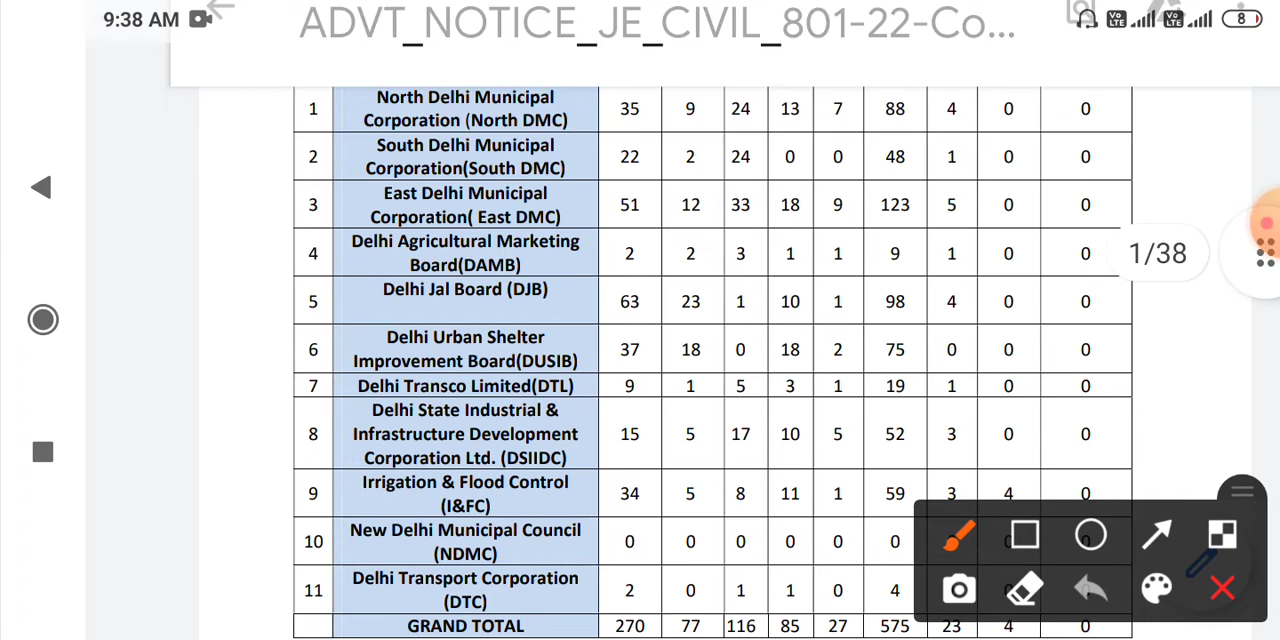 9:38 AM
ADVT_NOTICE_JE_CIVIL_801-22-Co...
Vo LTE Vo LTE 8
1 North Delhi Municipal Corporation (North DMC) 35 9 24 13 7 88 4 0 0
2 South Delhi Municipal Corporation(South DMC) 22 2 24 0 0 48 1 0 0
3 East Delhi Municipal Corporation( East DMC) 51 12 33 18 9 123 5 0 0
1/38
4 Delhi Agricultural Marketing Board(DAMB) 2 2 3 1 1 9 1 0 0
5 Delhi Jal Board (DJB) 63 23 1 10 1 98 4 0 0
6 Delhi Urban Shelter Improvement Board(DUSIB) 37 18 0 18 2 75 0 0 0
7 Delhi Transco Limited(DTL) 9 1 5 3 1 19 1 0 0
8 Delhi State Industrial & Infrastructure Development Corporation Ltd. (DSIIDC) 15 5 17 10 5 52 3 0 0
9 Irrigation & Flood Control (I&FC) 34 5 8 11 1 59 3 4 0
10 New Delhi Municipal Council (NDMC) 0 0 0 0 0 0
11 Delhi Transport Corporation (DTC) 2 0 1 1 0 4
GRAND TOTAL 270 77 116 85 27 575 23 4 0